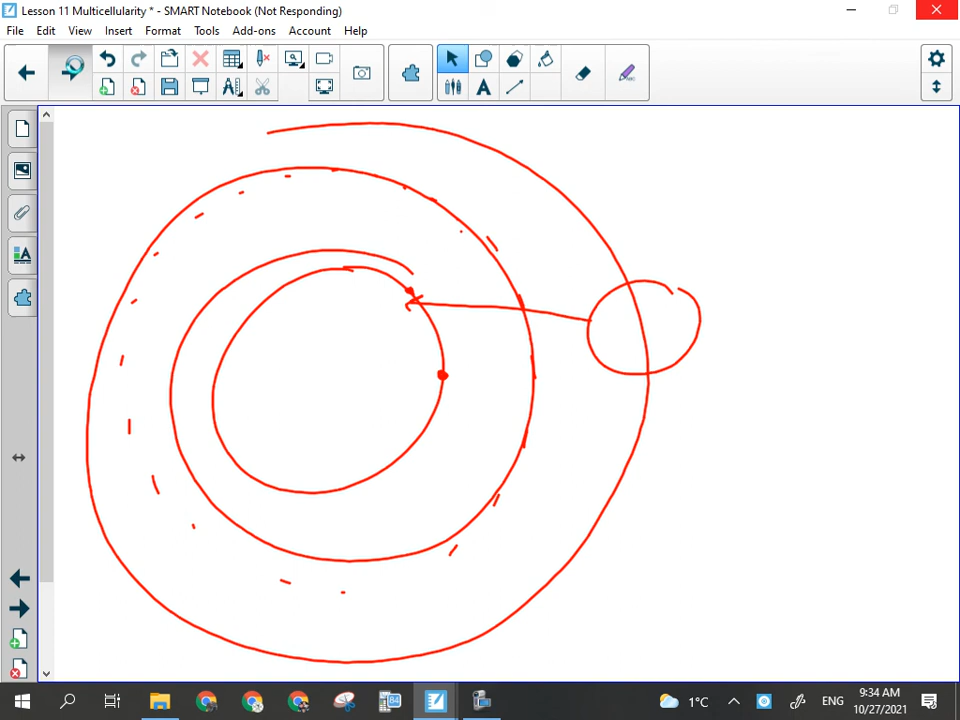 Lesson 11 Multicellularity * - SMART Notebook (Not Responding)
File Edit View Insert Format Tools Add-ons Account Help
1°C ENG 9:34 AM
10/27/2021